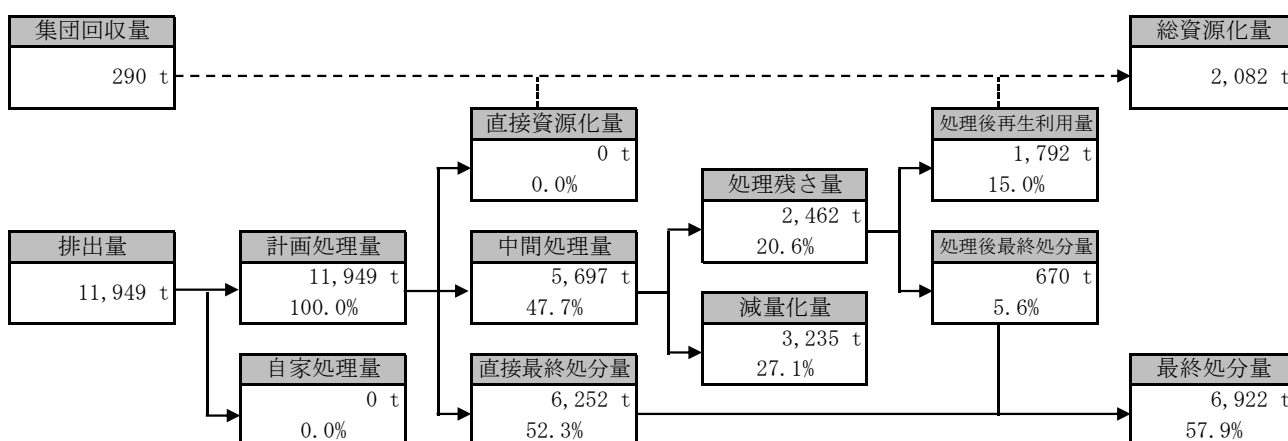 集団回収量
290 t
総資源化量
2,082 t
直接資源化量
0 t
0.0%
処理後再生利用量
1,792 t
15.0%
処理残さ量
2,462 t
20.6%
排出量
11,949 t
計画処理量
11,949 t
100.0%
中間処理量
5,697 t
47.7%
処理後最終処分量
670 t
5.6%
減量化量
3,235 t
27.1%
自家処理量
0 t
0.0%
直接最終処分量
6,252 t
52.3%
最終処分量
6,922 t
57.9%